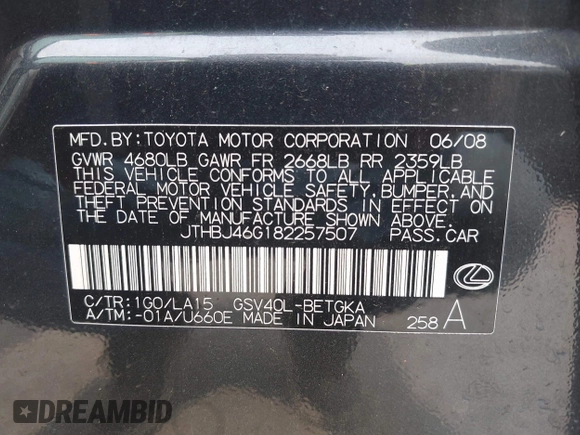 MFD. BY: TOYOTA MOTOR CORPORATION 06/08
GVWR 4680LB GAWR FR 2668LB RR 2359LB
THIS VEHICLE CONFORMS TO ALL APPLICABLE
FEDERAL MOTOR VEHICLE SAFETY, BUMPER, AND
THEFT PREVENTION STANDARDS IN EFFECT ON
THE DATE OF MANUFACTURE SHOWN ABOVE.
JTHBJ46G182257507 PASS. CAR
C/TR: 1G0/LA15 GSV40L-BETGKA
A/TM: -01A/U660E MADE IN JAPAN 258 A
DREAMBID